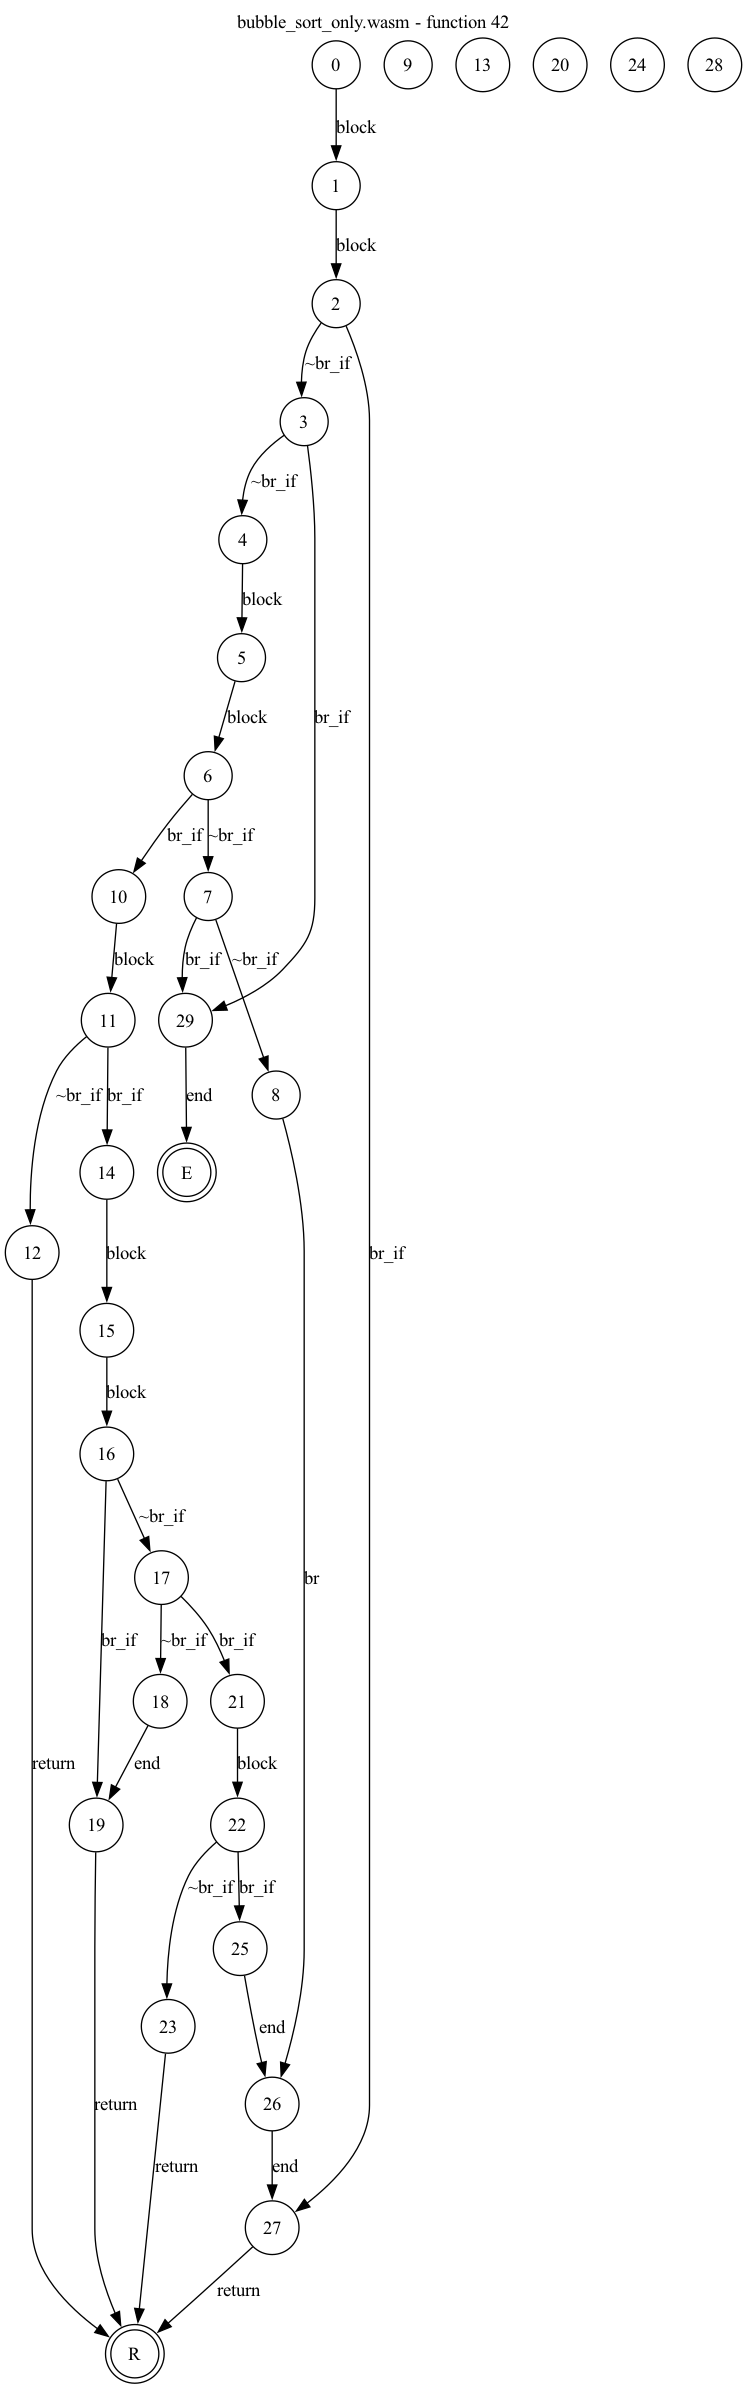 bubble_sort_only.wasm - function 42
0 9 13 20 24 28
block
1
block
2
~br_if
3
~br_if
4
block
5
block br_if
6
br_if ~br_if
10 7
block br_if ~br_if
11 29
~br_if br_if end 8
14 E
12 block br_if
15
block
16
~br_if
17 br
br_if ~br_if br_if
18 21
return end block
19 22
~br_if br_if
25
23 end
return 26
return end
27
return
R